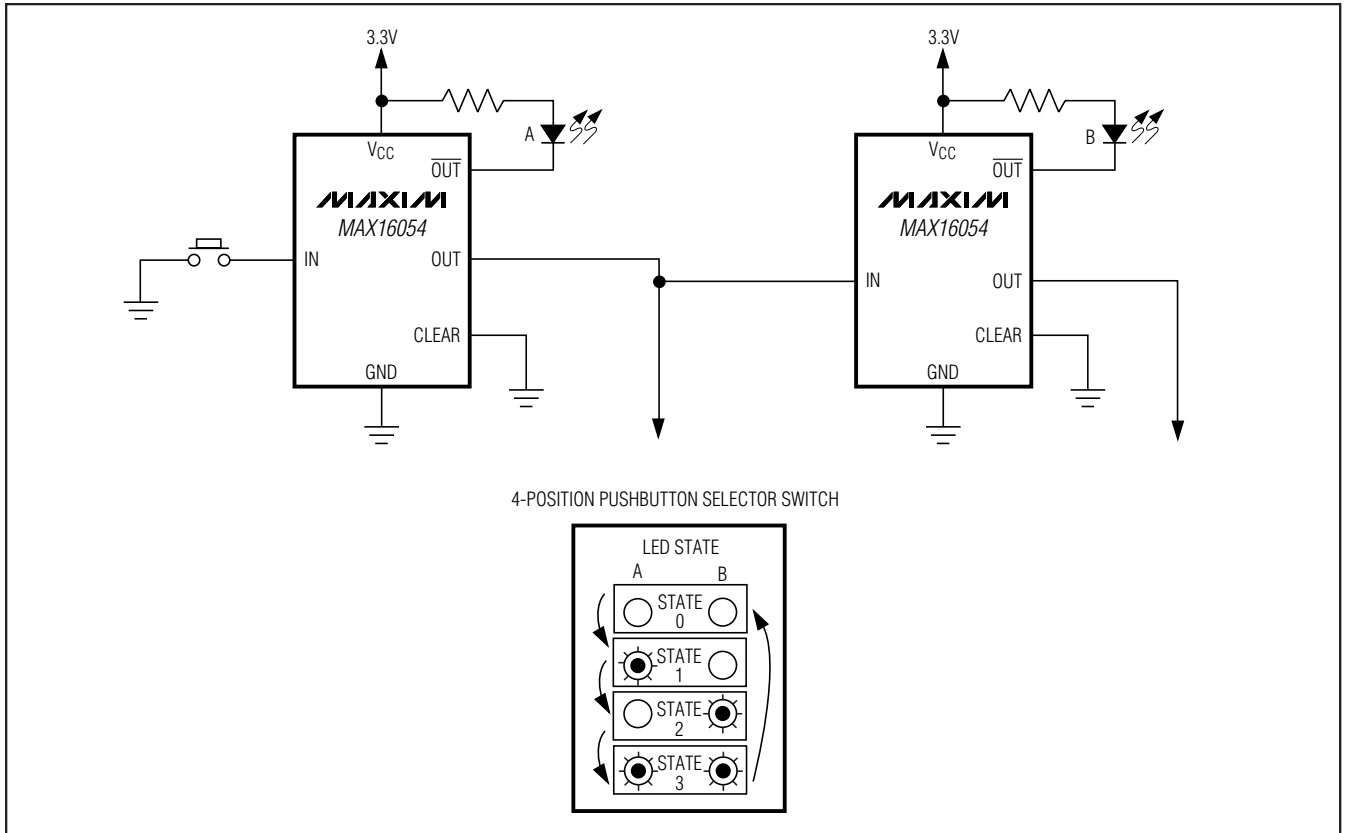 3.3V
A
VCC
OUT
MAXIM
MAX16054
IN
OUT
CLEAR
GND
3.3V
B
VCC
OUT
MAXIM
MAX16054
IN
OUT
CLEAR
GND
4-POSITION PUSHBUTTON SELECTOR SWITCH
LED STATE
A B
STATE
0
STATE
1
STATE
2
STATE
3